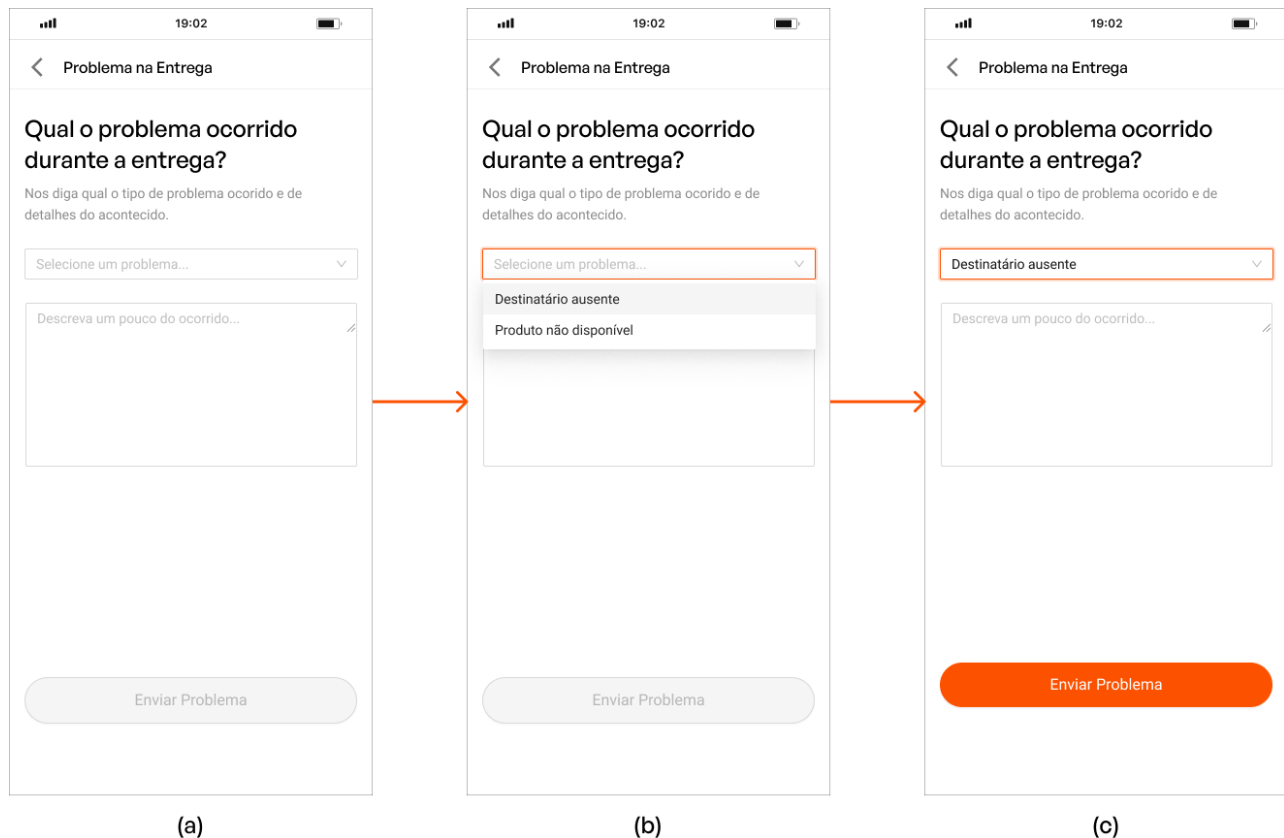 19:02
Problema na Entrega
Qual o problema ocorrido
durante a entrega?
Nos diga qual o tipo de problema ocorido e de
detalhes do acontecido.
Selecione um problema...
Descreva um pouco do ocorrido...
Enviar Problema
(a)
19:02
Problema na Entrega
Qual o problema ocorrido
durante a entrega?
Nos diga qual o tipo de problema ocorido e de
detalhes do acontecido.
Selecione um problema...
Destinatário ausente
Produto não disponível
Enviar Problema
(b)
19:02
Problema na Entrega
Qual o problema ocorrido
durante a entrega?
Nos diga qual o tipo de problema ocorido e de
detalhes do acontecido.
Destinatário ausente
Descreva um pouco do ocorrido...
Enviar Problema
(c)